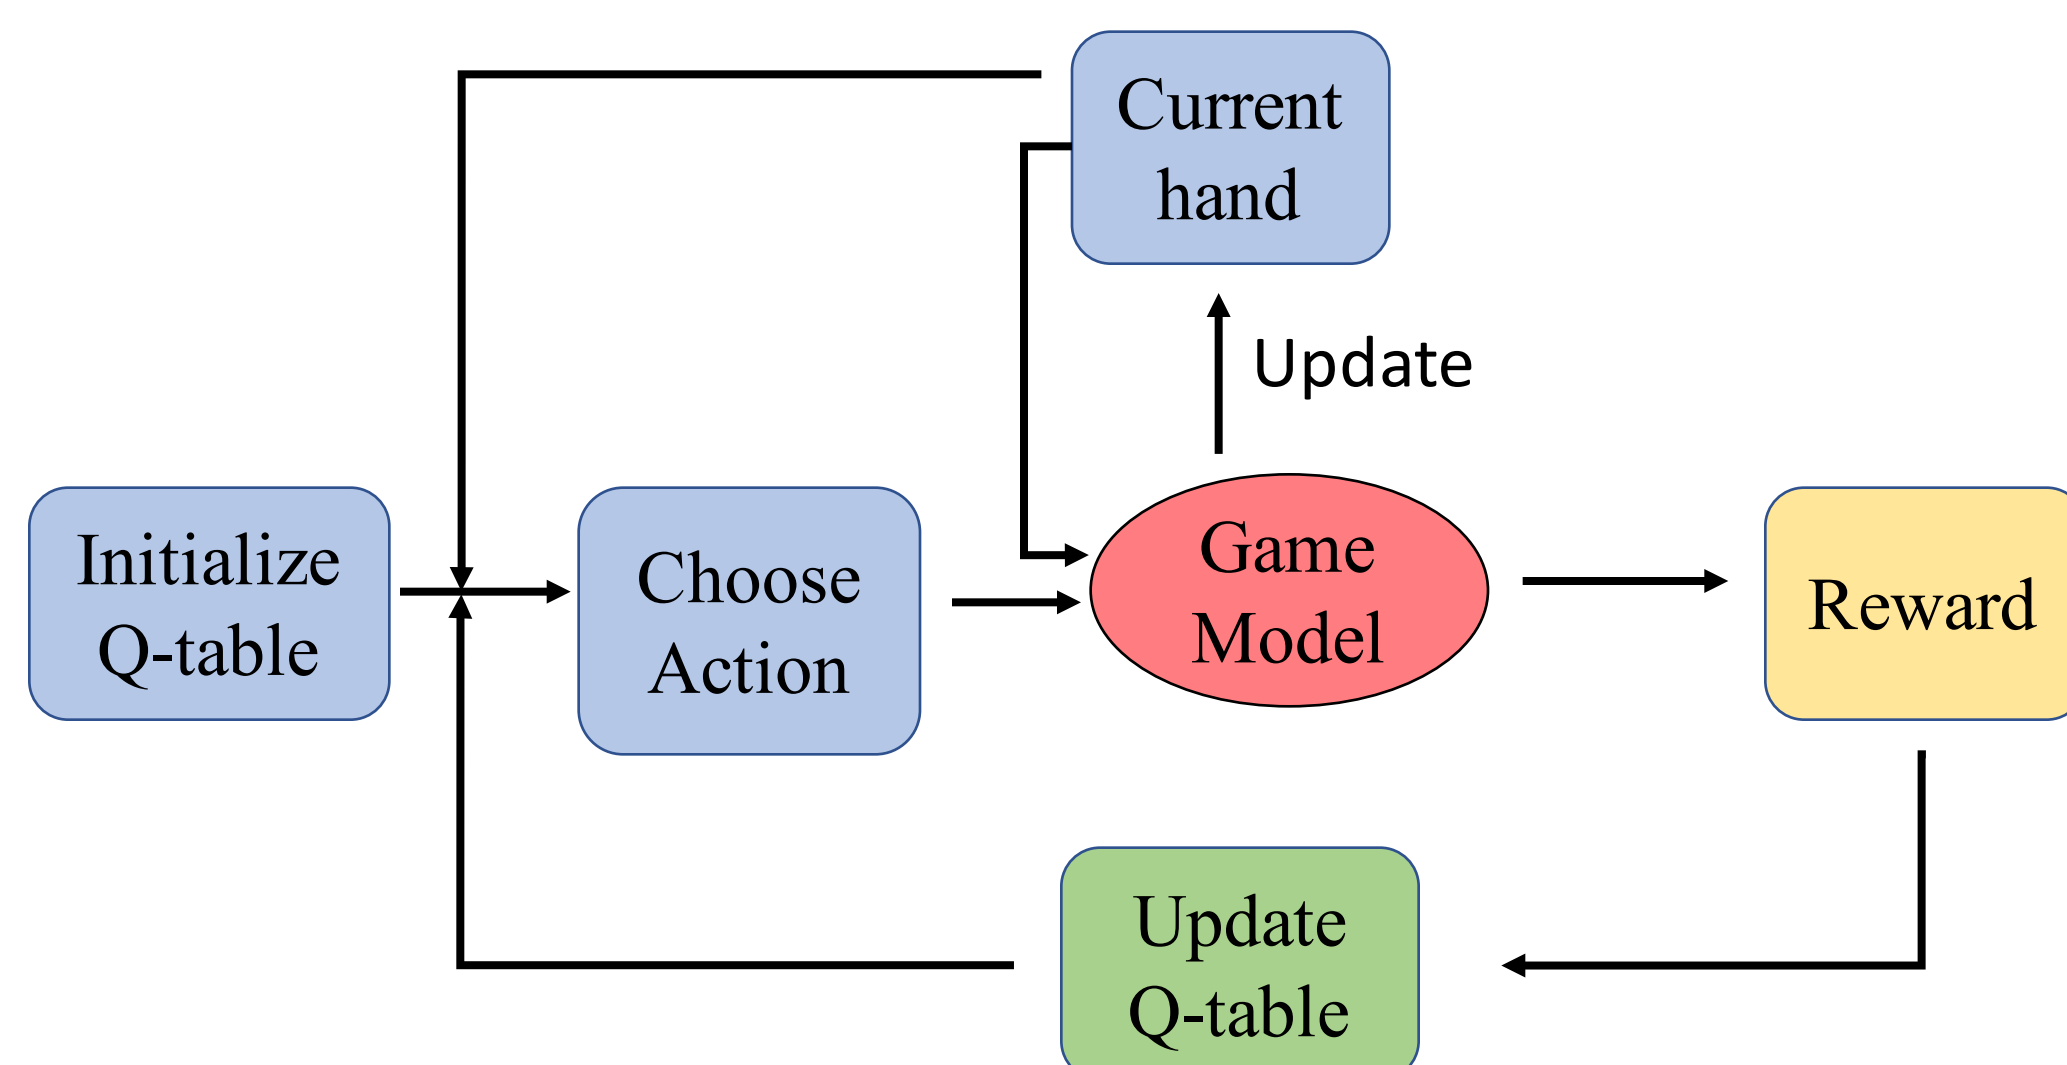 Current
hand
Update
Initialize
Q-table
Choose
Action
Game
Model
Reward
Update
Q-table